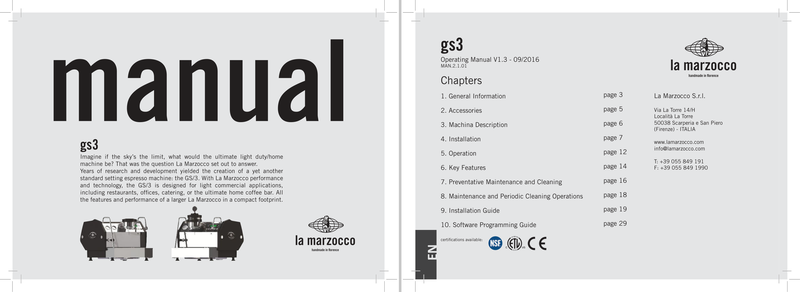 manual
gs3
Imagine if the sky's the limit, what would the ultimate light duty/home
machine be? That was the question La Marzocco set out to answer.
Years of research and development yielded the creation of a yet another
standard setting espresso machine: the GS/3. With La Marzocco performance
and technology, the GS/3 is designed for light commercial applications,
including restaurants, offices, catering, or the ultimate home coffee bar. All
the features and performance of a larger La Marzocco in a compact footprint.
la marzocco
handmade in florence
gs3
Operating Manual V1.3 - 09/2016
MAN.2.1.01
Chapters
1. General Information page 3
2. Accessories page 5
3. Machina Description page 6
4. Installation page 7
5. Operation page 12
6. Key Features page 14
7. Preventative Maintenance and Cleaning page 16
8. Maintenance and Periodic Cleaning Operations page 18
9. Installation Guide page 19
10. Software Programming Guide page 29
certifications available:
NSF
ETL
CE
EN
la marzocco
handmade in florence
La Marzocco S.r.l.
Via La Torre 14/H
Località La Torre
50038 Scarperia e San Piero
(Firenze) - ITALIA
www.lamarzocco.com
info@lamarzocco.com
T: +39 055 849 191
F: +39 055 849 1990